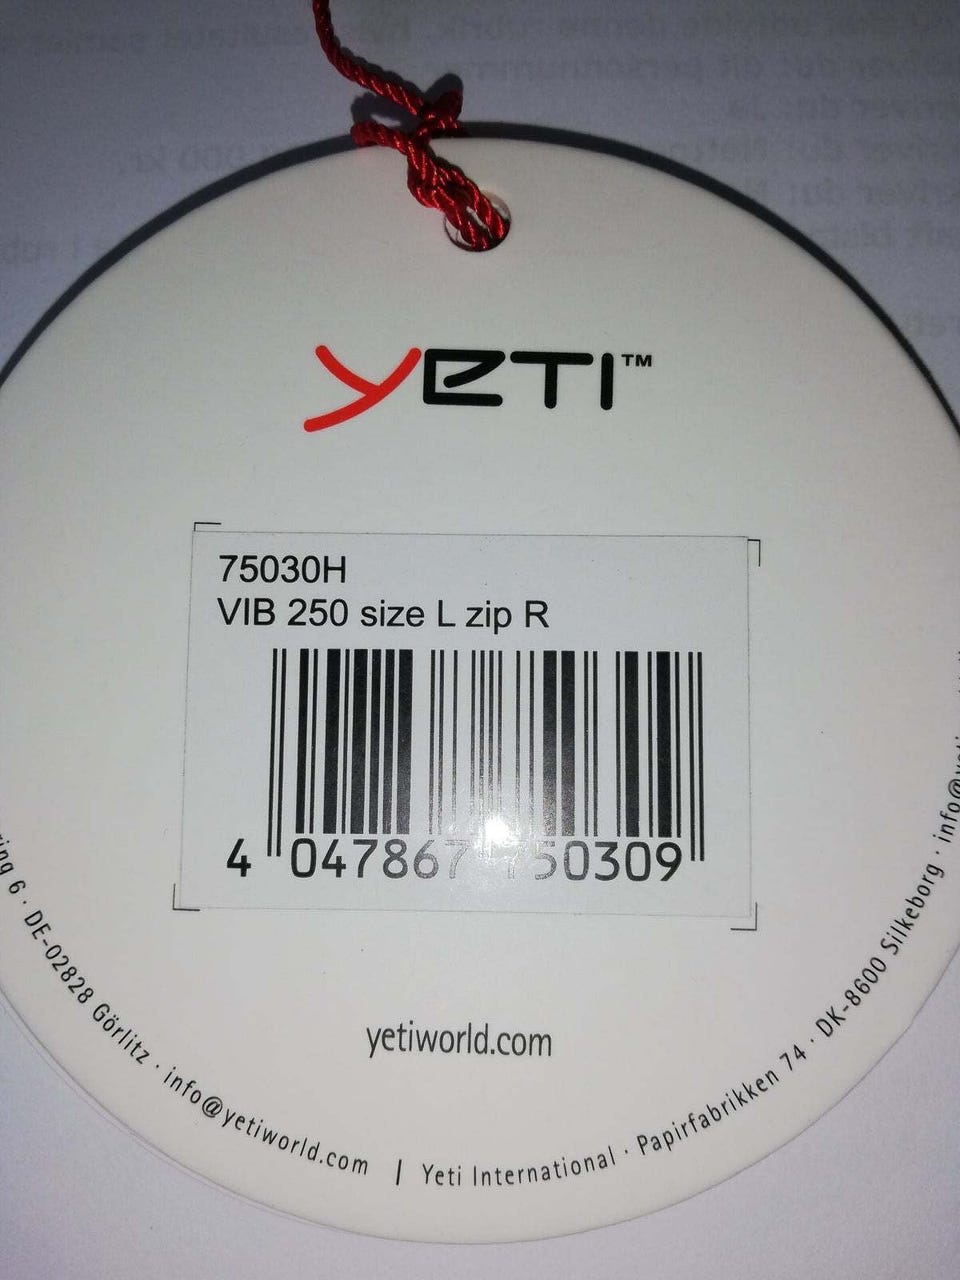 YETI™
75030H
VIB 250 size L zip R
4 047867 750309
yetiworld.com
6 · DE-02828 Görlitz · info@yetiworld.com | Yeti International · Papirfabrikken 74 · DK-8600 Silkeborg ·